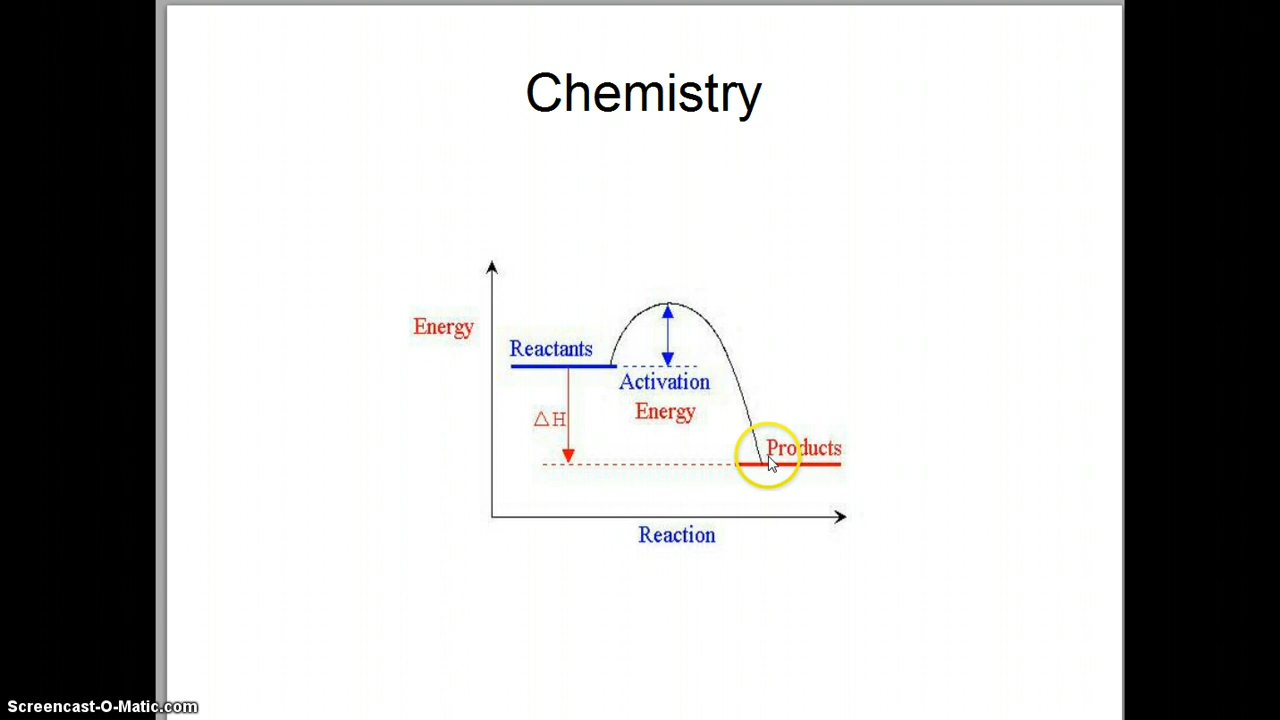 Chemistry
Energy
Reactants
Activation
Energy
△H
Products
Reaction
Screencast-O-Matic.com